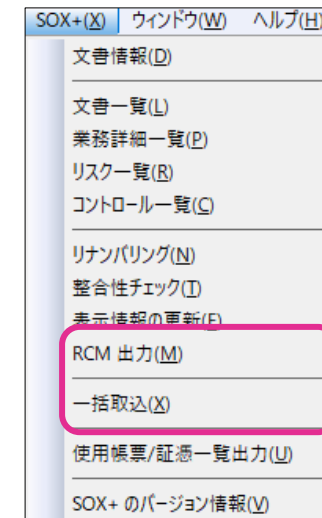 SOX+(X) ウィンドウ(W) ヘルプ(H)
文書情報(D)
文書一覧(L)
業務詳細一覧(P)
リスク一覧(R)
コントロール一覧(C)
リナンバリング(N)
整合性チェック(T)
表示情報の更新(F)
RCM 出力(M)
一括取込(X)
使用帳票/証憑一覧出力(U)
SOX+ のバージョン情報(V)